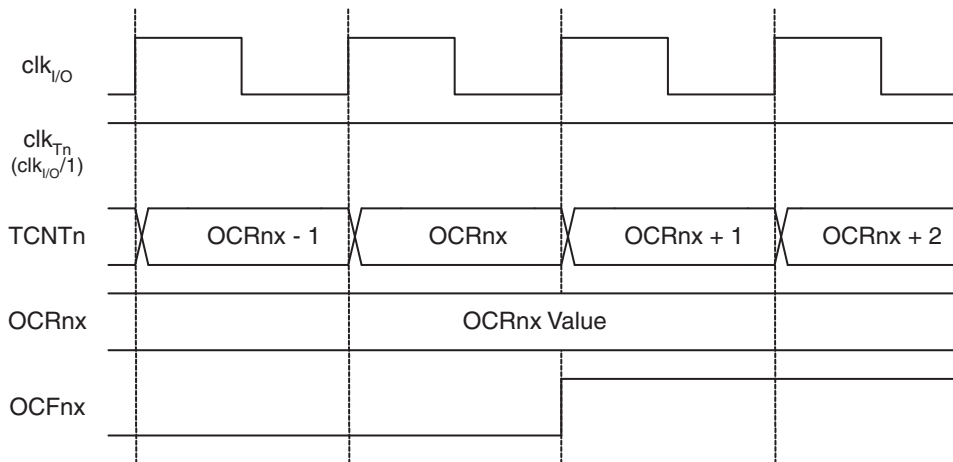 clkI/O
clkTn
(clkI/O/1)
TCNTn
OCRnx - 1
OCRnx
OCRnx + 1
OCRnx + 2
OCRnx
OCRnx Value
OCFnx